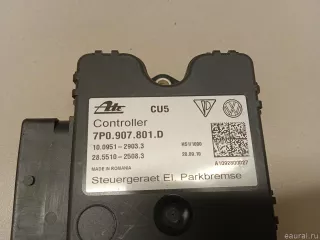 Ate CU5
Controller
7P0.907.801.D
10.0951-2903.3
28.5510-2508.3
MADE IN ROMANIA
Steuergeraet.El. Parkbremse
eaural.ru